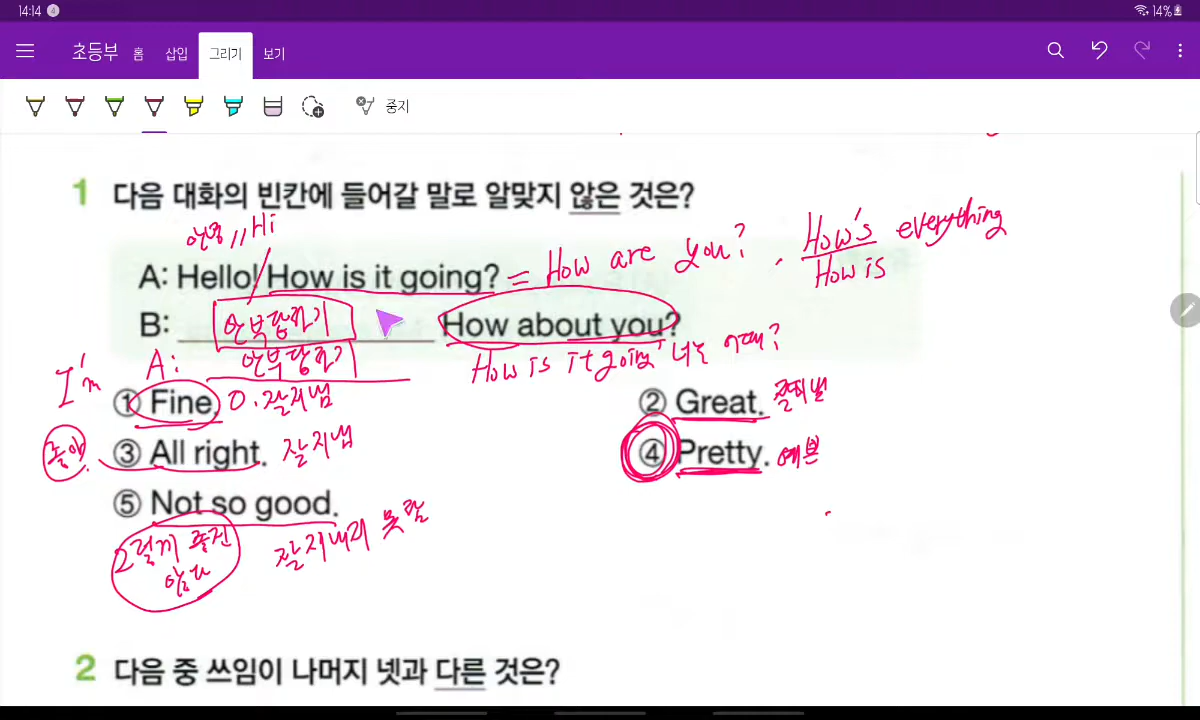 14:14 4 14%
초등부 홈 삽입 그리기 보기
중지
1 다음 대화의 빈칸에 들어갈 말로 알맞지 않은 것은?
안녕 Hi
A: Hello! How is it going? = How are you? How's everything
How is
B: 안부답하기 How about you?
A: 안부답하기 How is it going 너는 어때?
I'm
① Fine. 잘지냄
② Great. 잘지냄
좋아 ③ All right. 잘지냄
④ Pretty. 예쁜
⑤ Not so good.
그렇게 좋진 않다 잘지내지 못함
2 다음 중 쓰임이 나머지 넷과 다른 것은?